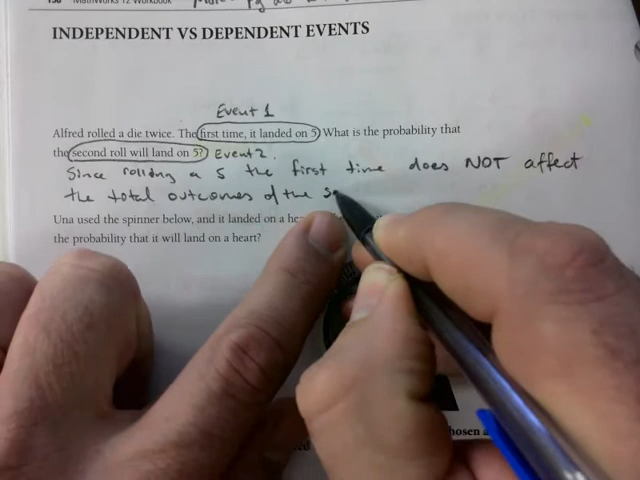 136 MathWorks 12 Workbook
INDEPENDENT VS DEPENDENT EVENTS
Event 1
Alfred rolled a die twice. The first time, it landed on 5. What is the probability that
the second roll will land on 5? Event 2.
Since rolling a 5 the first time does NOT affect
the total outcomes of the
Una used the spinner below, and it landed on a
the probability that it will land on a heart?